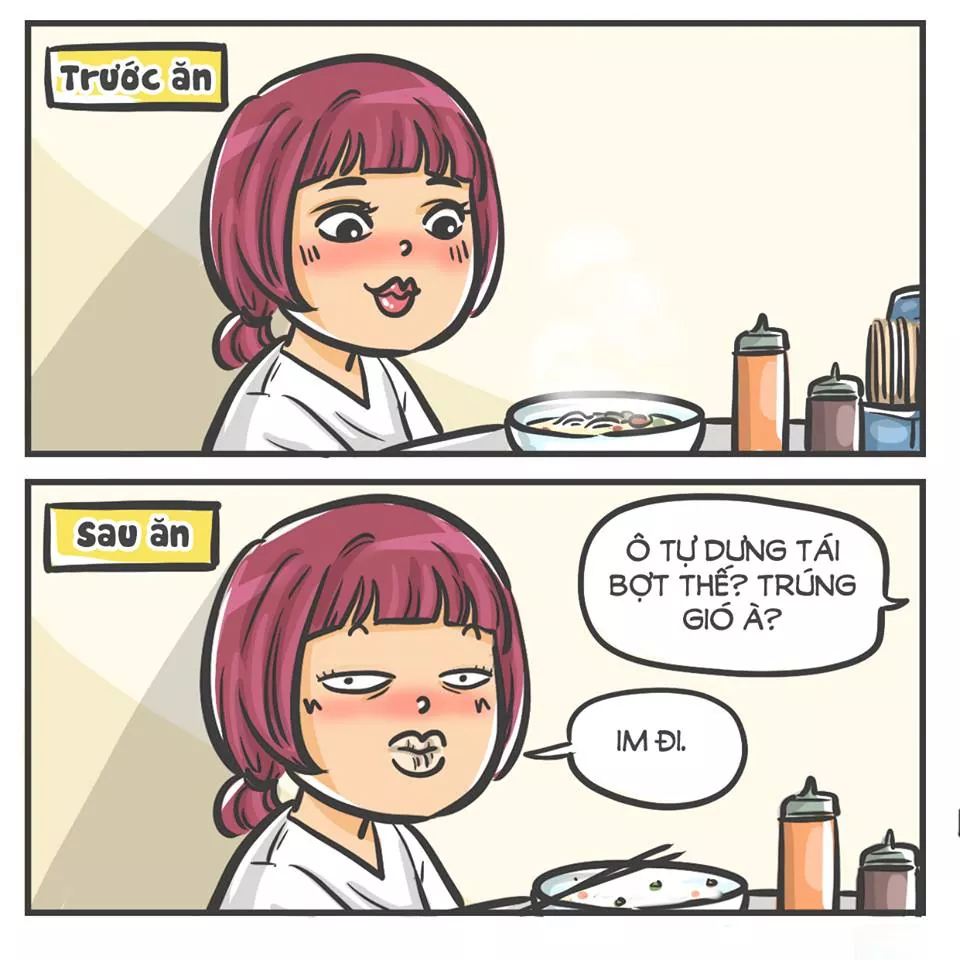 Trước ăn
Sau ăn
Ô TỰ DƯNG TÁI
BỢT THẾ? TRÚNG
GIÓ À?
IM ĐI.